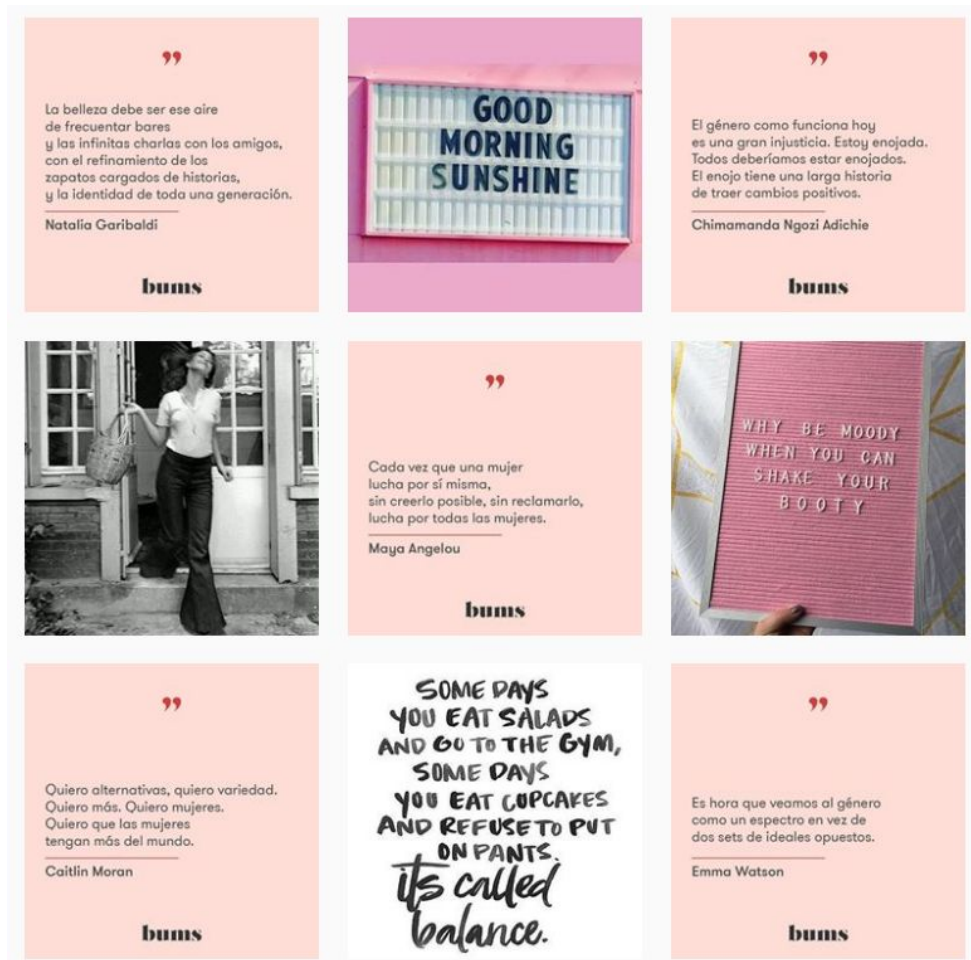 ”
La belleza debe ser ese aire
de frecuentar bares
y las infinitas charlas con los amigos,
con el refinamiento de los
zapatos cargados de historias,
y la identidad de toda una generación.
Natalia Garibaldi
bums
GOOD
MORNING
SUNSHINE
”
El género como funciona hoy
es una gran injusticia. Estoy enojada.
Todos deberíamos estar enojados.
El enojo tiene una larga historia
de traer cambios positivos.
Chimamanda Ngozi Adichie
bums
”
Cada vez que una mujer
lucha por sí misma,
sin creerlo posible, sin reclamarlo,
lucha por todas las mujeres.
Maya Angelou
bums
WHY BE MOODY
WHEN YOU CAN
SHAKE YOUR
BOOTY
”
Quiero alternativas, quiero variedad.
Quiero más. Quiero mujeres.
Quiero que las mujeres
tengan más del mundo.
Caitlin Moran
bums
SOME DAYS
YOU EAT SALADS
AND GO TO THE GYM,
SOME DAYS
YOU EAT CUPCAKES
AND REFUSE TO PUT
ON PANTS.
its called
balance.
”
Es hora que veamos al género
como un espectro en vez de
dos sets de ideales opuestos.
Emma Watson
bums